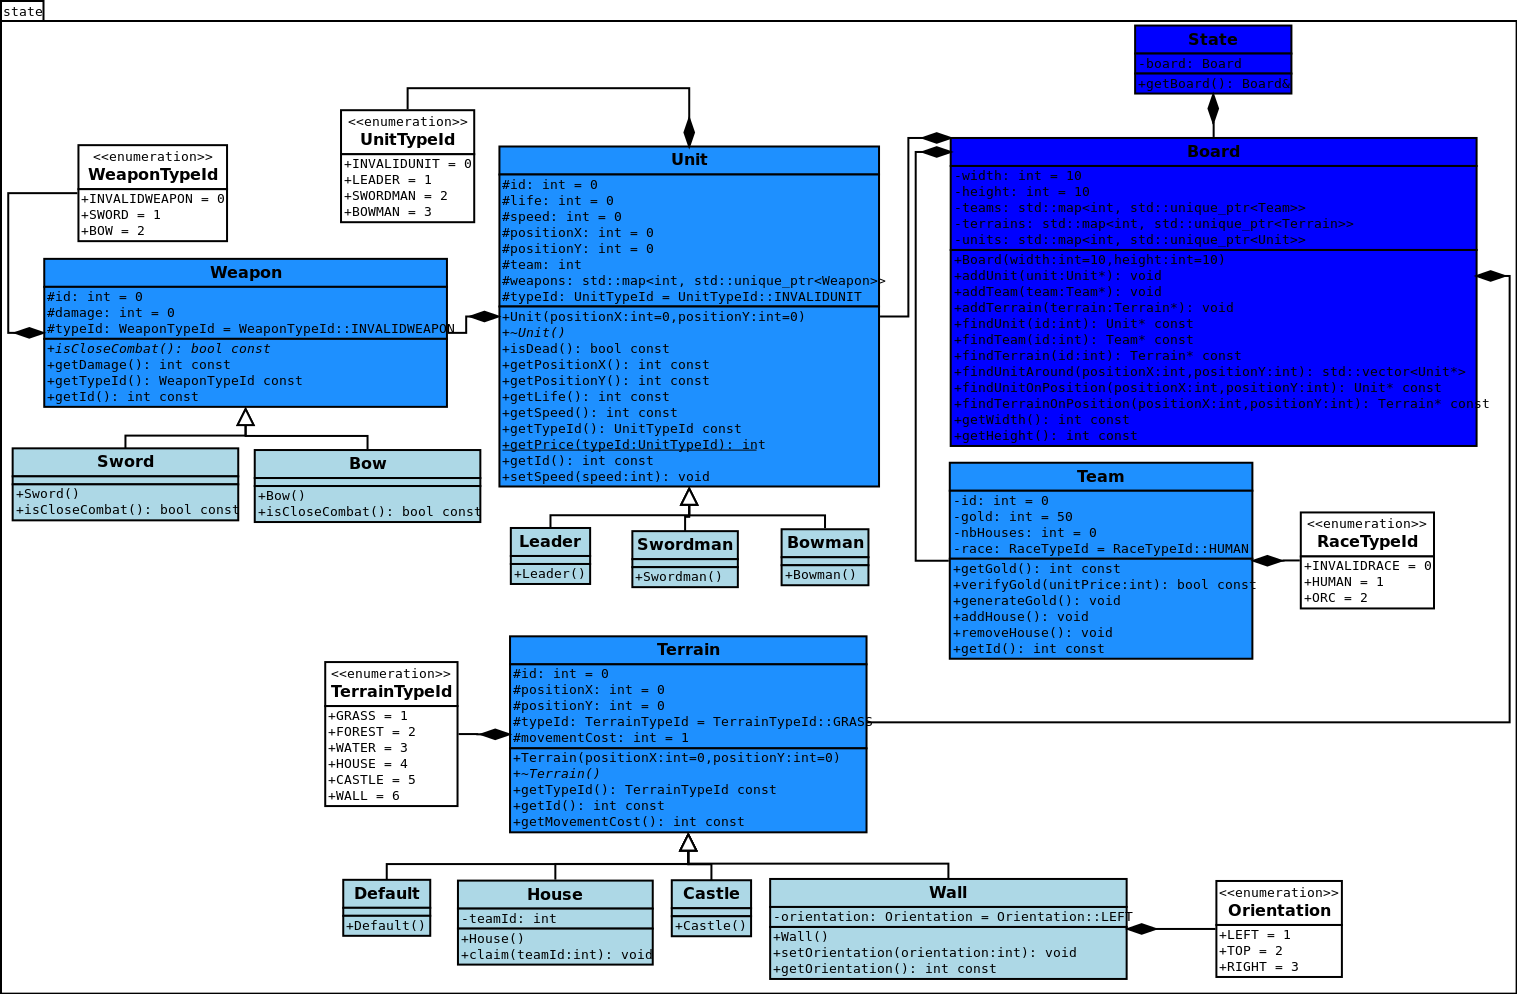 state
State
-board: Board
+getBoard(): Board&
<<enumeration>>
UnitTypeId
+INVALIDUNIT = 0
+LEADER = 1
+SWORDMAN = 2
+BOWMAN = 3
<<enumeration>>
WeaponTypeId
+INVALIDWEAPON = 0
+SWORD = 1
+BOW = 2
Unit
#id: int = 0
#life: int = 0
#speed: int = 0
#positionX: int = 0
#positionY: int = 0
#team: int
#weapons: std::map<int, std::unique_ptr<Weapon>>
#typeId: UnitTypeId = UnitTypeId::INVALIDUNIT
+Unit(positionX:int=0,positionY:int=0)
+~Unit()
+isDead(): bool const
+getPositionX(): int const
+getPositionY(): int const
+getLife(): int const
+getSpeed(): int const
+getTypeId(): UnitTypeId const
+getPrice(typeId:UnitTypeId): int
+getId(): int const
+setSpeed(speed:int): void
Board
-width: int = 10
-height: int = 10
-teams: std::map<int, std::unique_ptr<Team>>
-terrains: std::map<int, std::unique_ptr<Terrain>>
-units: std::map<int, std::unique_ptr<Unit>>
+Board(width:int=10,height:int=10)
+addUnit(unit:Unit*): void
+addTeam(team:Team*): void
+addTerrain(terrain:Terrain*): void
+findUnit(id:int): Unit* const
+findTeam(id:int): Team* const
+findTerrain(id:int): Terrain* const
+findUnitAround(positionX:int,positionY:int): std::vector<Unit*>
+findUnitOnPosition(positionX:int,positionY:int): Unit* const
+findTerrainOnPosition(positionX:int,positionY:int): Terrain* const
+getWidth(): int const
+getHeight(): int const
Weapon
#id: int = 0
#damage: int = 0
#typeId: WeaponTypeId = WeaponTypeId::INVALIDWEAPON
+isCloseCombat(): bool const
+getDamage(): int const
+getTypeId(): WeaponTypeId const
+getId(): int const
Sword
+Sword()
+isCloseCombat(): bool const
Bow
+Bow()
+isCloseCombat(): bool const
Leader
+Leader()
Swordman
+Swordman()
Bowman
+Bowman()
Team
-id: int = 0
-gold: int = 50
-nbHouses: int = 0
-race: RaceTypeId = RaceTypeId::HUMAN
+getGold(): int const
+verifyGold(unitPrice:int): bool const
+generateGold(): void
+addHouse(): void
+removeHouse(): void
+getId(): int const
<<enumeration>>
RaceTypeId
+INVALIDRACE = 0
+HUMAN = 1
+ORC = 2
Terrain
#id: int = 0
#positionX: int = 0
#positionY: int = 0
#typeId: TerrainTypeId = TerrainTypeId::GRASS
#movementCost: int = 1
+Terrain(positionX:int=0,positionY:int=0)
+~Terrain()
+getTypeId(): TerrainTypeId const
+getId(): int const
+getMovementCost(): int const
<<enumeration>>
TerrainTypeId
+GRASS = 1
+FOREST = 2
+WATER = 3
+HOUSE = 4
+CASTLE = 5
+WALL = 6
Default
+Default()
House
-teamId: int
+House()
+claim(teamId:int): void
Castle
+Castle()
Wall
-orientation: Orientation = Orientation::LEFT
+Wall()
+setOrientation(orientation:int): void
+getOrientation(): int const
<<enumeration>>
Orientation
+LEFT = 1
+TOP = 2
+RIGHT = 3